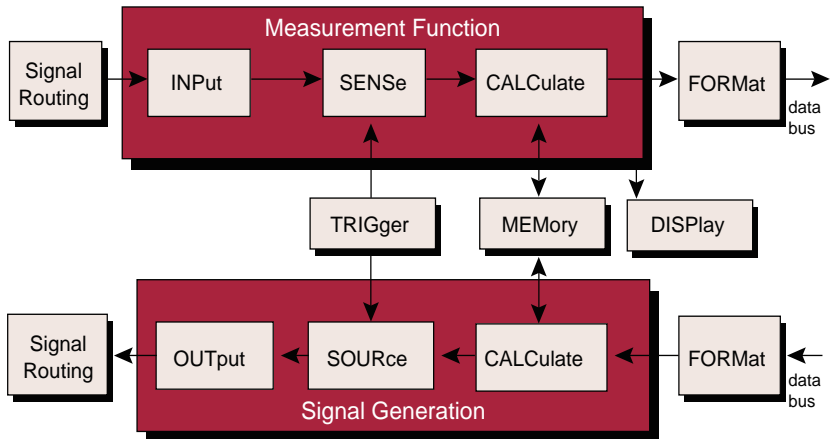 Measurement Function
Signal
Routing
INPut
SENSe
CALCulate
FORMat
data
bus
TRIGger
MEMory
DISPlay
Signal
Routing
OUTput
SOURce
CALCulate
FORMat
data
bus
Signal Generation